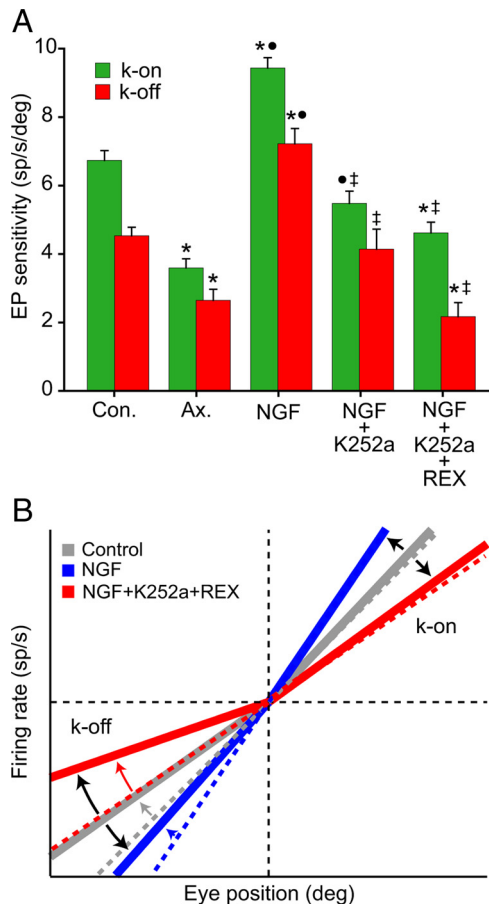 A
EP sensitivity (sp/s/deg)
10
8
6
4
2
0
k-on
k-off
*●
*●
*
*
●‡
‡
*‡
*‡
Con.
Ax.
NGF
NGF
+
K252a
NGF
+
K252a
+
REX
B
Control
NGF
NGF+K252a+REX
k-on
k-off
Firing rate (sp/s)
Eye position (deg)